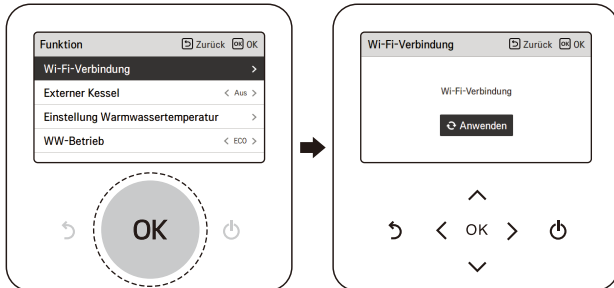 Funktion Zurück OK OK
Wi-Fi-Verbindung >
Externer Kessel < Aus >
Einstellung Warmwassertemperatur >
WW-Betrieb < ECO >
OK
Wi-Fi-Verbindung Zurück OK OK
Wi-Fi-Verbindung
Anwenden
OK